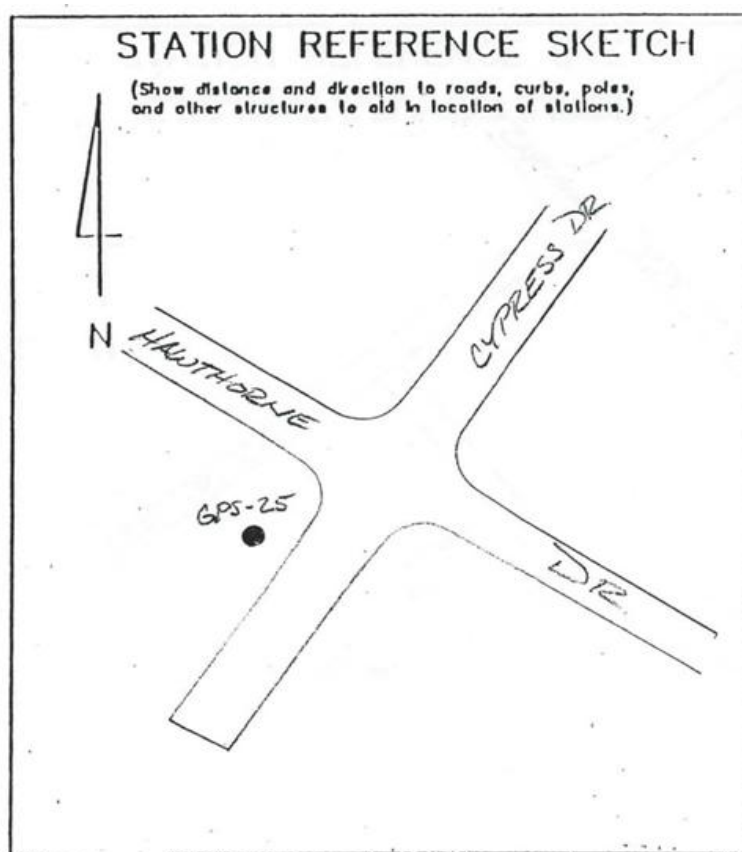 STATION REFERENCE SKETCH
(Show distance and direction to roads, curbs, poles,
and other structures to aid in location of stations.)
CYPRESS DR.
N
HAWTHORNE
GPS-25
DR.